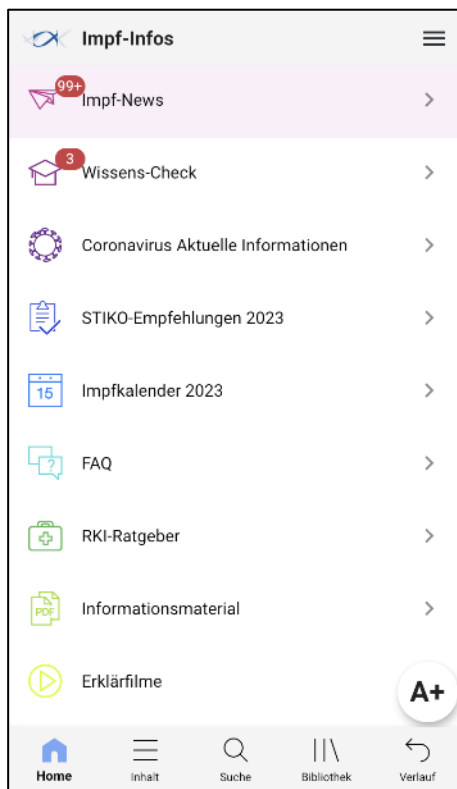 Impf-Infos
99+
Impf-News
3
Wissens-Check
Coronavirus Aktuelle Informationen
STIKO-Empfehlungen 2023
15
Impfkalender 2023
?
FAQ
RKI-Ratgeber
PDF
Informationsmaterial
Erklärfilme
A+
Home Inhalt Suche Bibliothek Verlauf